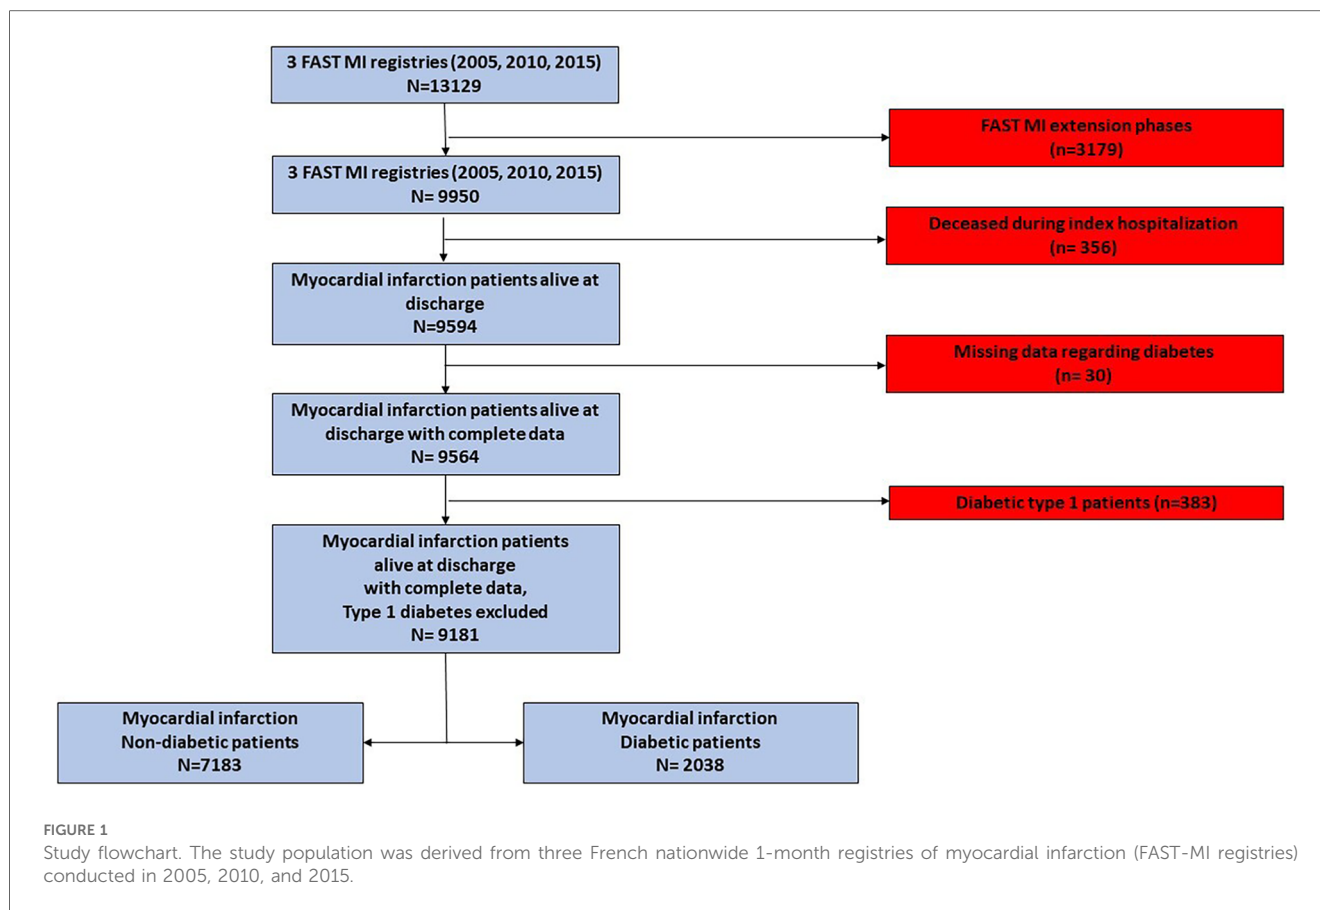 3 FAST MI registries (2005, 2010, 2015)
N=13129
FAST MI extension phases
(n=3179)
3 FAST MI registries (2005, 2010, 2015)
N= 9950
Deceased during index hospitalization
(n= 356)
Myocardial infarction patients alive at
discharge
N=9594
Missing data regarding diabetes
(n= 30)
Myocardial infarction patients alive at
discharge with complete data
N= 9564
Diabetic type 1 patients (n=383)
Myocardial infarction patients
alive at discharge
with complete data,
Type 1 diabetes excluded
N= 9181
Myocardial infarction
Non-diabetic patients
N=7183
Myocardial infarction
Diabetic patients
N= 2038
FIGURE 1
Study flowchart. The study population was derived from three French nationwide 1-month registries of myocardial infarction (FAST-MI registries)
conducted in 2005, 2010, and 2015.